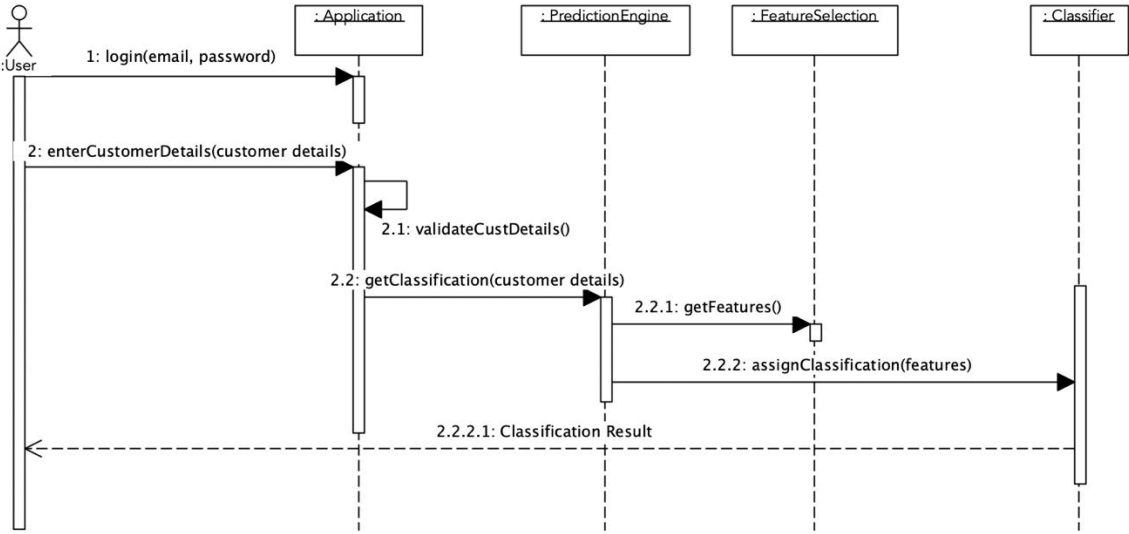 : Application
: PredictionEngine
: FeatureSelection
: Classifier
:User
1: login(email, password)
2: enterCustomerDetails(customer details)
2.1: validateCustDetails()
2.2: getClassification(customer details)
2.2.1: getFeatures()
2.2.2: assignClassification(features)
2.2.2.1: Classification Result